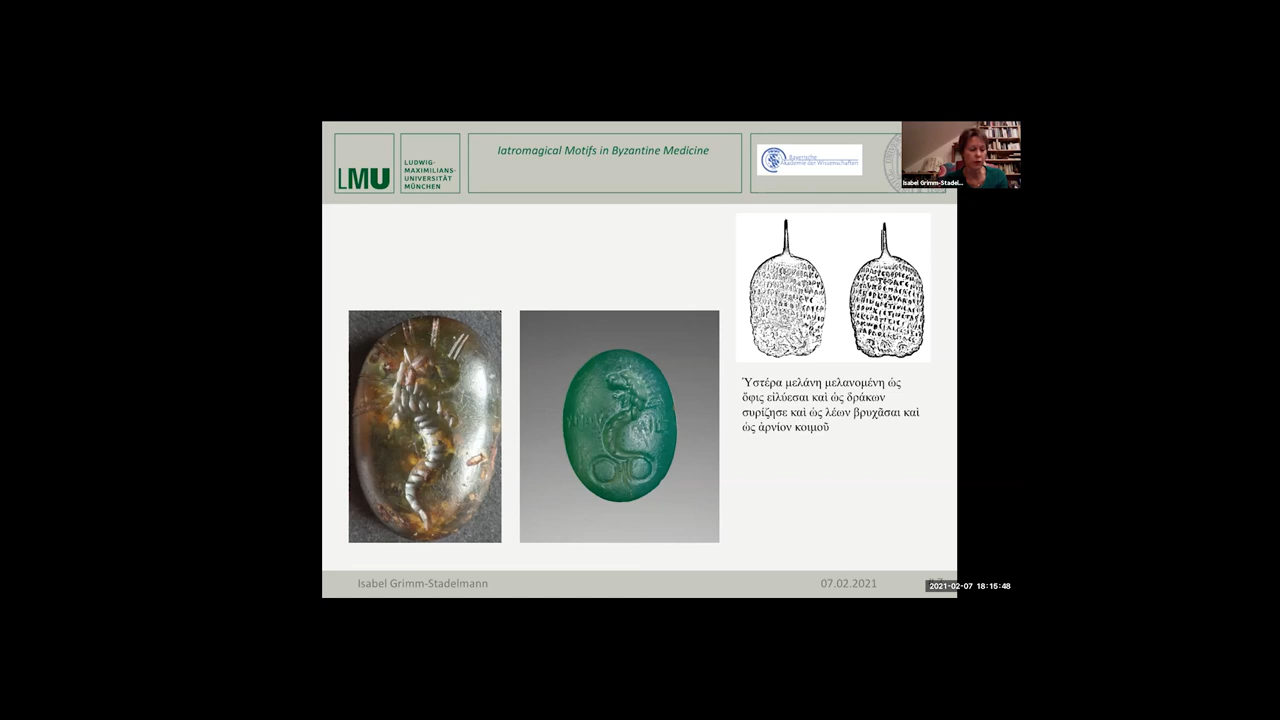 LMU
LUDWIG-
MAXIMILIANS-
UNIVERSITÄT
MÜNCHEN
Iatromagical Motifs in Byzantine Medicine
Bayerische
Akademie der Wissenschaften
Isabel Grimm-Stadel...
Ὑστέρα μελάνη μελανομένη ὡς
ὄφις εἰλύεσαι καὶ ὡς δράκων
συρίζησε καὶ ὡς λέων βρυχᾶσαι καὶ
ὡς ἀρνίον κοιμοῦ
Isabel Grimm-Stadelmann
07.02.2021
2021-02-07 18:15:48